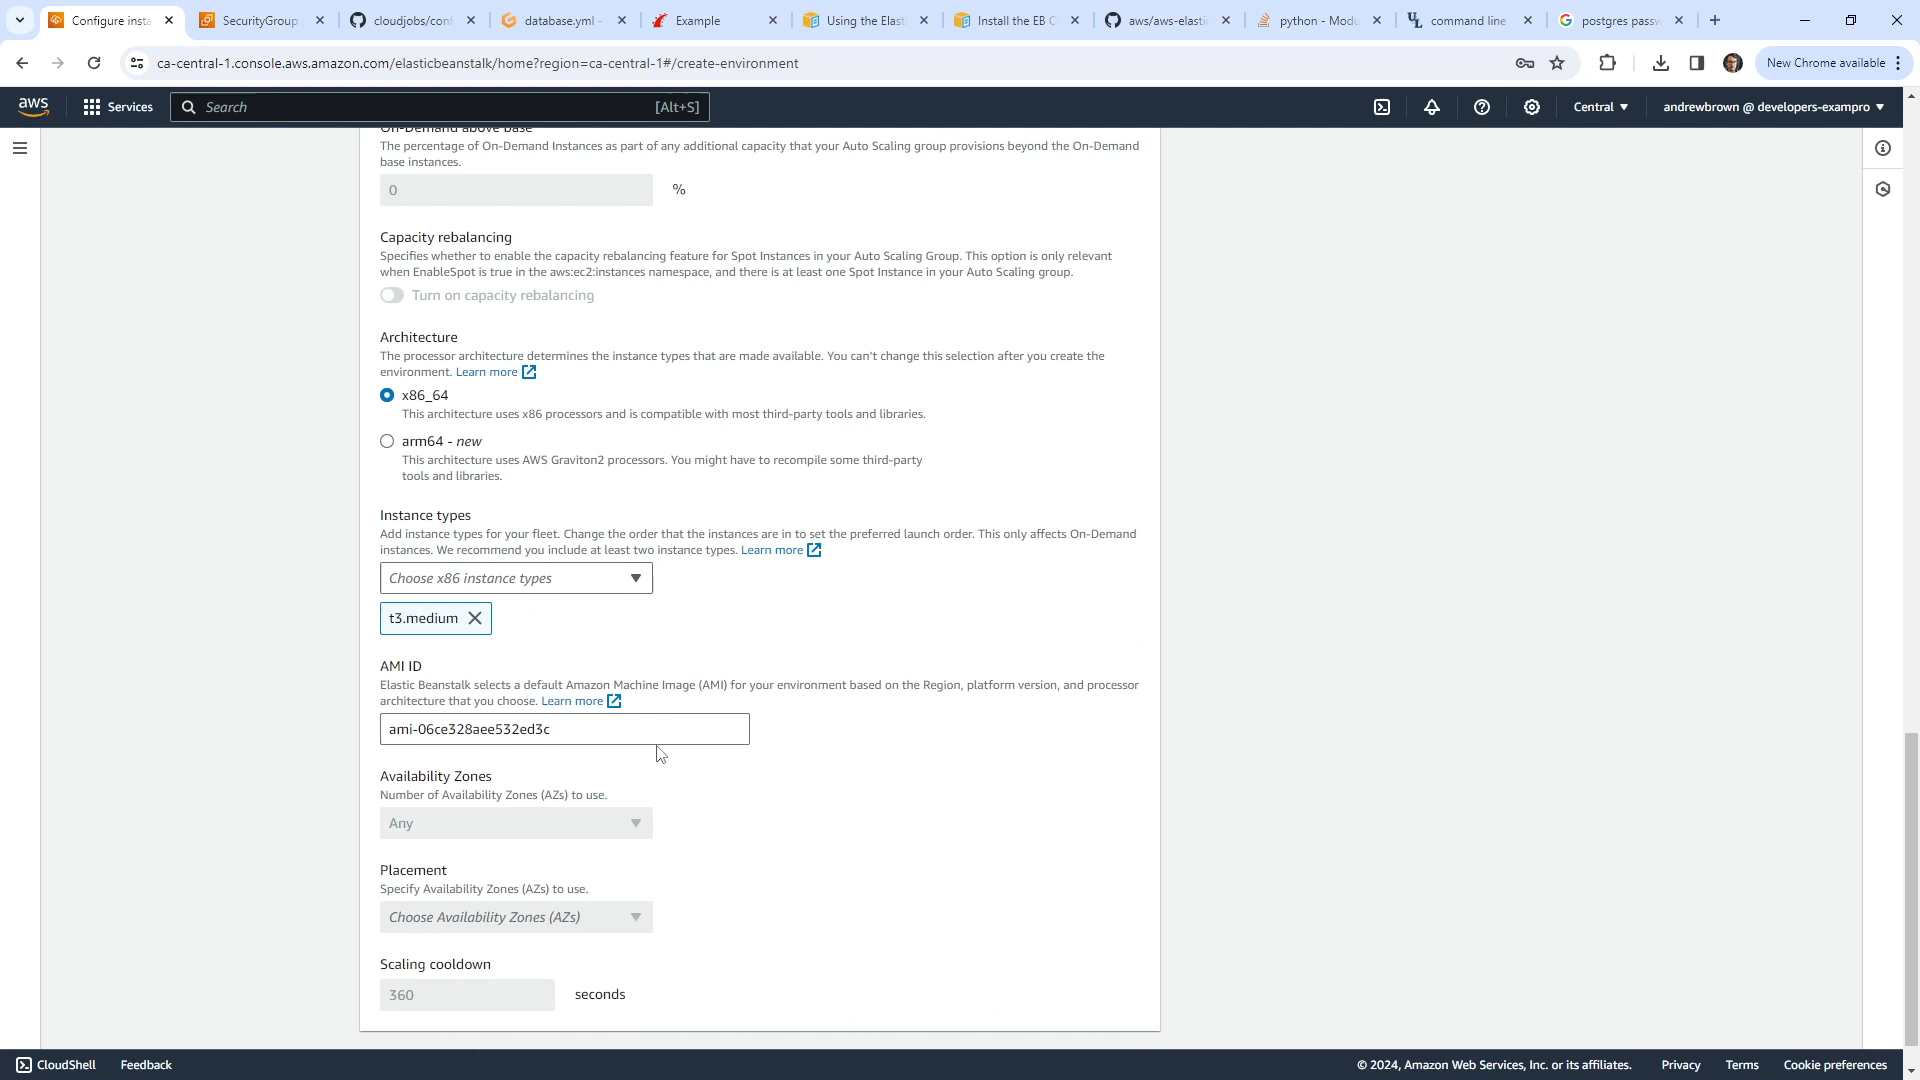 Configure insta
SecurityGroup
cloudjobs/conf
database.yml -
Example
Using the Elast
Install the EB C
aws/aws-elasti
python - Modu
command line
postgres passw
ca-central-1.console.aws.amazon.com/elasticbeanstalk/home?region=ca-central-1#/create-environment
New Chrome available
aws
Services
Search
[Alt+S]
Central
andrewbrown @ developers-exampro
On-Demand above base
The percentage of On-Demand Instances as part of any additional capacity that your Auto Scaling group provisions beyond the On-Demand
base instances.
0
%
Capacity rebalancing
Specifies whether to enable the capacity rebalancing feature for Spot Instances in your Auto Scaling Group. This option is only relevant
when EnableSpot is true in the aws:ec2:instances namespace, and there is at least one Spot Instance in your Auto Scaling group.
Turn on capacity rebalancing
Architecture
The processor architecture determines the instance types that are made available. You can't change this selection after you create the
environment. Learn more
x86_64
This architecture uses x86 processors and is compatible with most third-party tools and libraries.
arm64 - new
This architecture uses AWS Graviton2 processors. You might have to recompile some third-party
tools and libraries.
Instance types
Add instance types for your fleet. Change the order that the instances are in to set the preferred launch order. This only affects On-Demand
instances. We recommend you include at least two instance types. Learn more
Choose x86 instance types
t3.medium
AMI ID
Elastic Beanstalk selects a default Amazon Machine Image (AMI) for your environment based on the Region, platform version, and processor
architecture that you choose. Learn more
ami-06ce328aee532ed3c
Availability Zones
Number of Availability Zones (AZs) to use.
Any
Placement
Specify Availability Zones (AZs) to use.
Choose Availability Zones (AZs)
Scaling cooldown
360
seconds
CloudShell
Feedback
© 2024, Amazon Web Services, Inc. or its affiliates.
Privacy
Terms
Cookie preferences